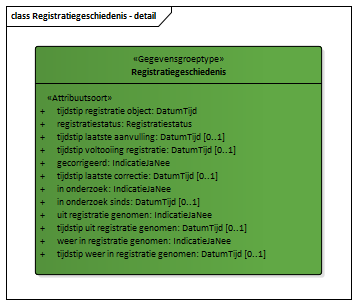 class Registratiegeschiedenis - detail
«Gegevensgroeptype»
Registratiegeschiedenis
«Attribuutsoort»
+ tijdstip registratie object: DatumTijd
+ registratiestatus: Registratiestatus
+ tijdstip laatste aanvulling: DatumTijd [0..1]
+ tijdstip voltooiing registratie: DatumTijd [0..1]
+ gecorrigeerd: IndicatieJaNee
+ tijdstip laatste correctie: DatumTijd [0..1]
+ in onderzoek: IndicatieJaNee
+ in onderzoek sinds: DatumTijd [0..1]
+ uit registratie genomen: IndicatieJaNee
+ tijdstip uit registratie genomen: DatumTijd [0..1]
+ weer in registratie genomen: IndicatieJaNee
+ tijdstip weer in registratie genomen: DatumTijd [0..1]